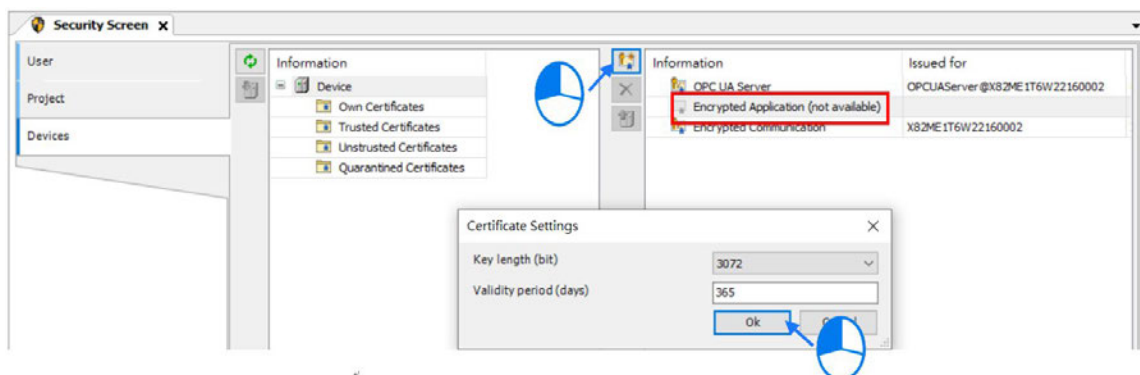 Security Screen X
User
Project
Devices
Information
Device
Own Certificates
Trusted Certificates
Unstrusted Certificates
Quarantined Certificates
Information Issued for
OPC UA Server OPCUAServer@X82ME1T6W22160002
Encrypted Application (not available)
Encrypted Communication X82ME1T6W22160002
Certificate Settings
Key length (bit) 3072
Validity period (days) 365
Ok